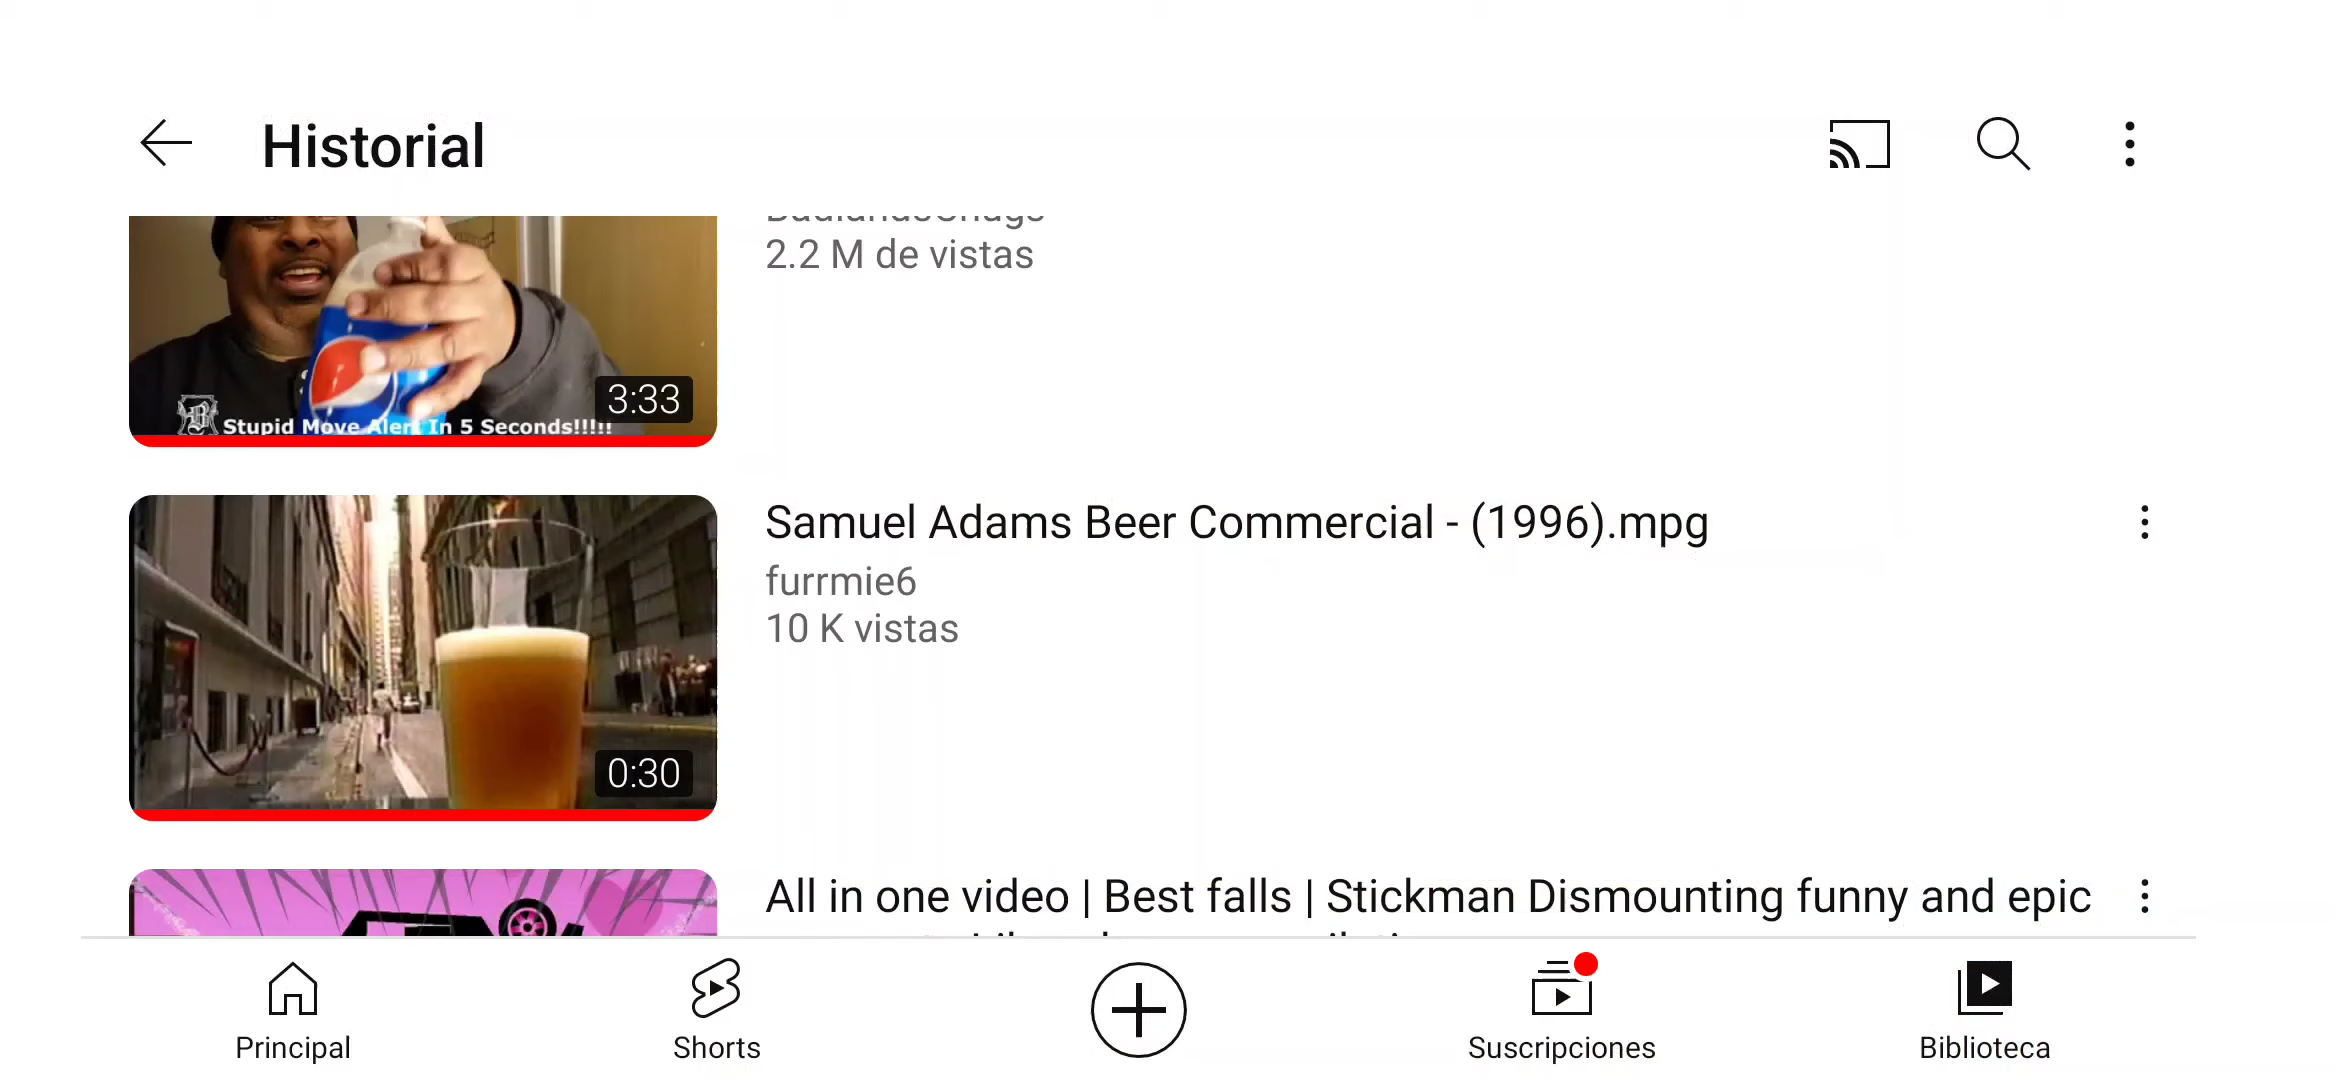 Historial
BadlandsChugs
2.2 M de vistas
Stupid Move Alert In 5 Seconds!!!!!
3:33
Samuel Adams Beer Commercial - (1996).mpg
furrmie6
10 K vistas
0:30
All in one video | Best falls | Stickman Dismounting funny and epic
Principal
Shorts
Suscripciones
Biblioteca